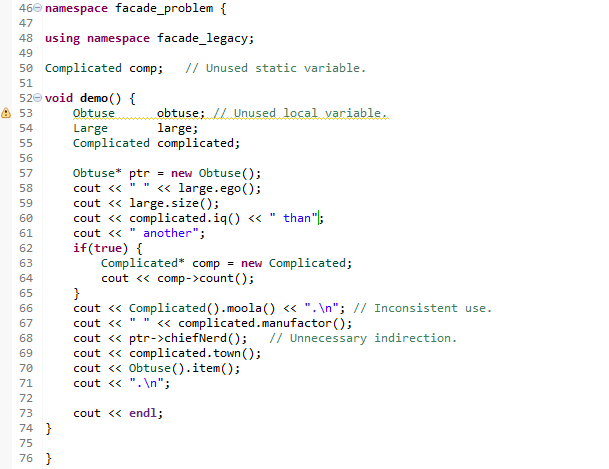 46 namespace facade_problem {
47
48 using namespace facade_legacy;
49
50 Complicated comp;   // Unused static variable.
51
52 void demo() {
53     Obtuse      obtuse; // Unused local variable.
54     Large       large;
55     Complicated complicated;
56
57     Obtuse* ptr = new Obtuse();
58     cout << " " << large.ego();
59     cout << large.size();
60     cout << complicated.iq() << " than";
61     cout << " another";
62     if(true) {
63         Complicated* comp = new Complicated;
64         cout << comp->count();
65     }
66     cout << Complicated().moola() << ".\n"; // Inconsistent use.
67     cout << " " << complicated.manufactor();
68     cout << ptr->chiefNerd();   // Unnecessary indirection.
69     cout << complicated.town();
70     cout << Obtuse().item();
71     cout << ".\n";
72
73     cout << endl;
74 }
75
76 }